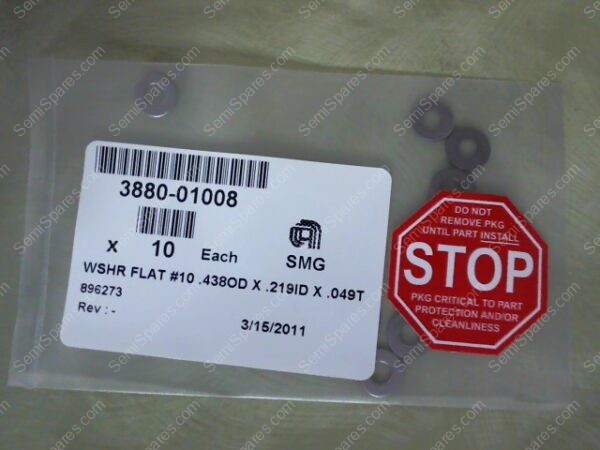 3880-01008
x 10 Each
SMG
WSHR FLAT #10 .438OD X .219ID X .049T
896273
Rev : -
3/15/2011
DO NOT
REMOVE PKG
UNTIL PART INSTALL
STOP
PKG CRITICAL TO PART
PROTECTION AND/OR
CLEANLINESS
SemiSpares.com